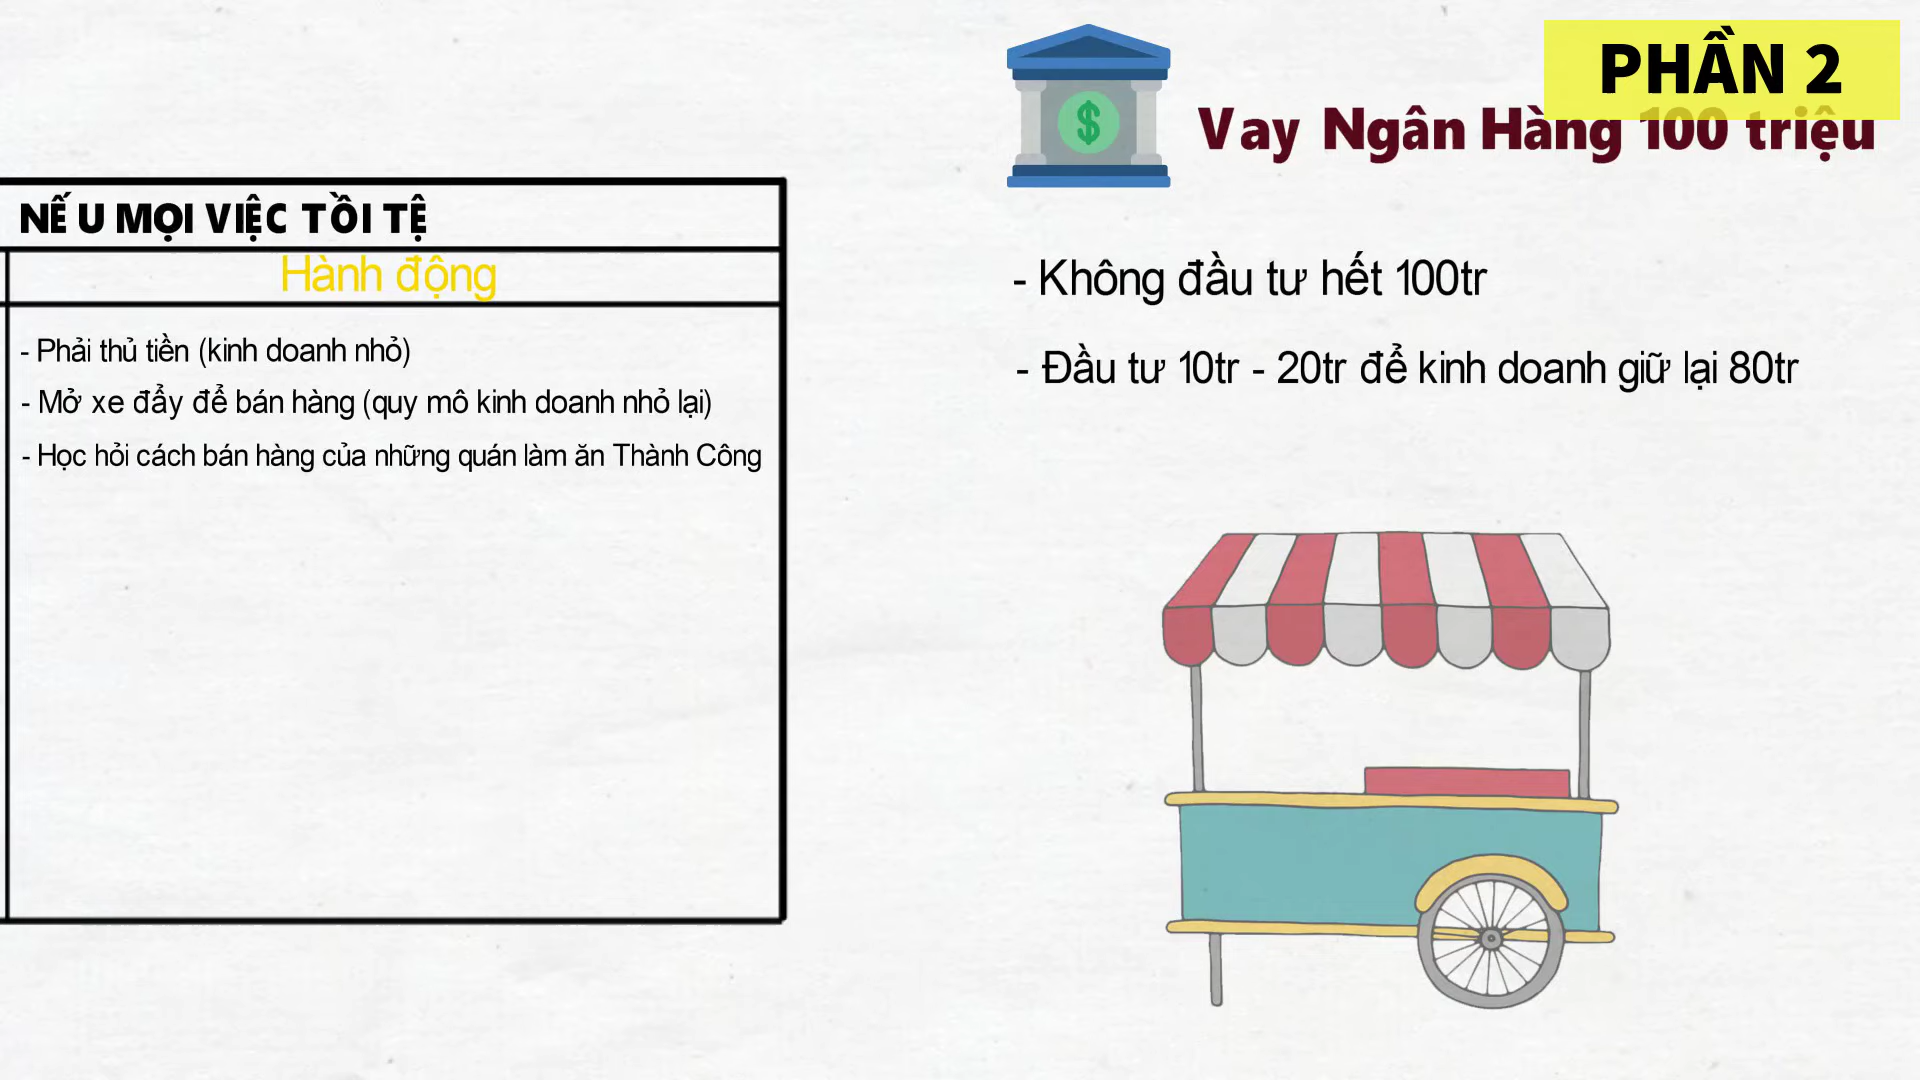 PHẦN 2
Vay Ngân Hàng 100 triệu
NẾU MỌI VIỆC TỒI TỆ
Hành động
- Phải thủ tiền (kinh doanh nhỏ)
- Mở xe đẩy để bán hàng (quy mô kinh doanh nhỏ lại)
- Học hỏi cách bán hàng của những quán làm ăn Thành Công
- Không đầu tư hết 100tr
- Đầu tư 10tr - 20tr để kinh doanh giữ lại 80tr